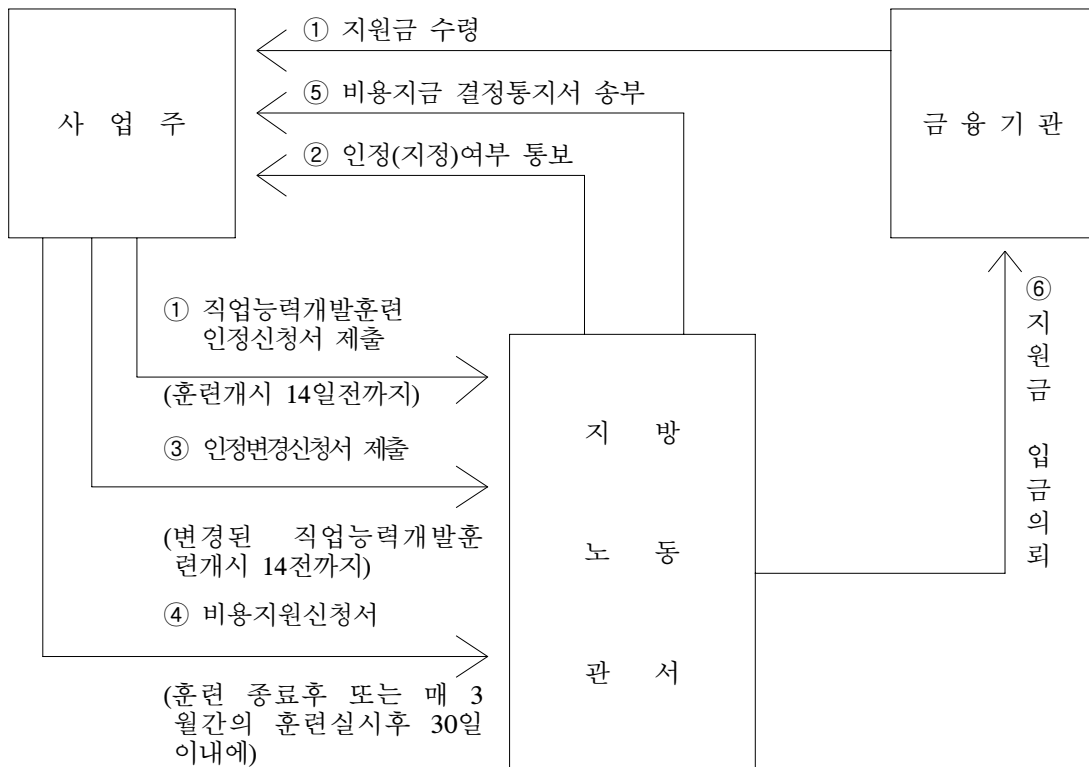 ① 지원금 수령
⑤ 비용지금 결정통지서 송부
사 업 주
금 융 기 관
② 인정(지정)여부 통보
① 직업능력개발훈련
인정신청서 제출
(훈련개시 14일전까지)
③ 인정변경신청서 제출
(변경된 직업능력개발훈
련개시 14전까지)
④ 비용지원신청서
(훈련 종료후 또는 매 3
월간의 훈련실시후 30일
이내에)
지 방
노 동
관 서
⑥
지
원
금
입
금
의
뢰